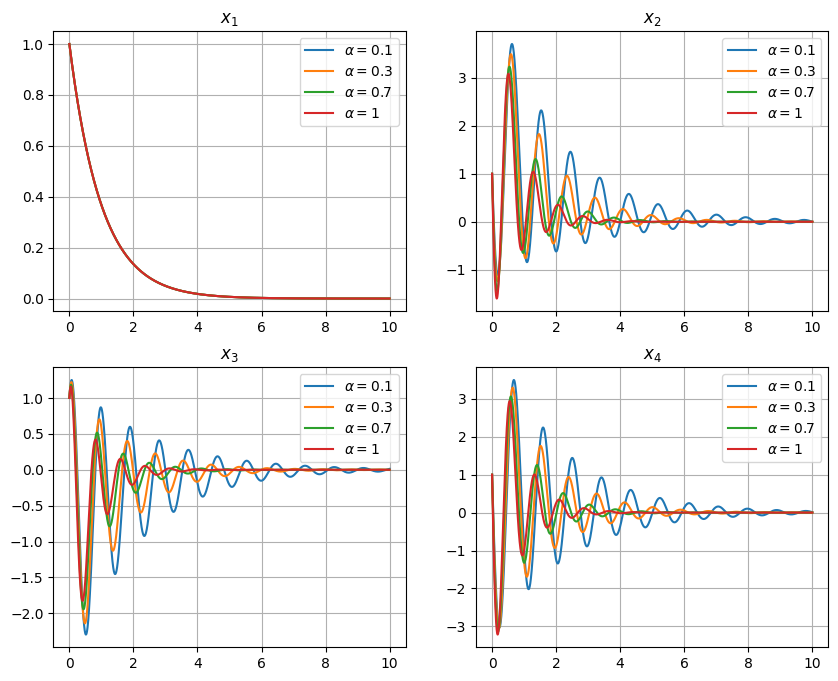 x₁
1.0
0.8
0.6
0.4
0.2
0.0
0 2 4 6 8 10
α = 0.1
α = 0.3
α = 0.7
α = 1
x₂
3
2
1
0
−1
0 2 4 6 8 10
α = 0.1
α = 0.3
α = 0.7
α = 1
x₃
1.0
0.5
0.0
−0.5
−1.0
−1.5
−2.0
0 2 4 6 8 10
α = 0.1
α = 0.3
α = 0.7
α = 1
x₄
3
2
1
0
−1
−2
−3
0 2 4 6 8 10
α = 0.1
α = 0.3
α = 0.7
α = 1